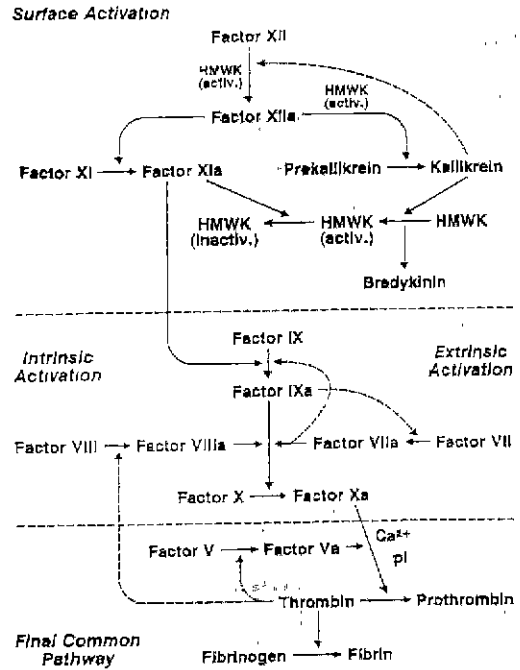 Surface Activation
Factor XII
HMWK
(activ.)
HMWK
(activ.)
Factor XIIa
Factor XI
Factor XIa
Prekallikrein
Kallikrein
HMWK
(inactiv.)
HMWK
(activ.)
HMWK
Bradykinin
Factor IX
Intrinsic
Activation
Extrinsic
Activation
Factor IXa
Factor VIII
Factor VIIIa
Factor VIIa
Factor VII
Factor X
Factor Xa
Factor V
Factor Va
Ca²⁺
pl
Thrombin
Prothrombin
Final Common
Pathway
Fibrinogen
Fibrin